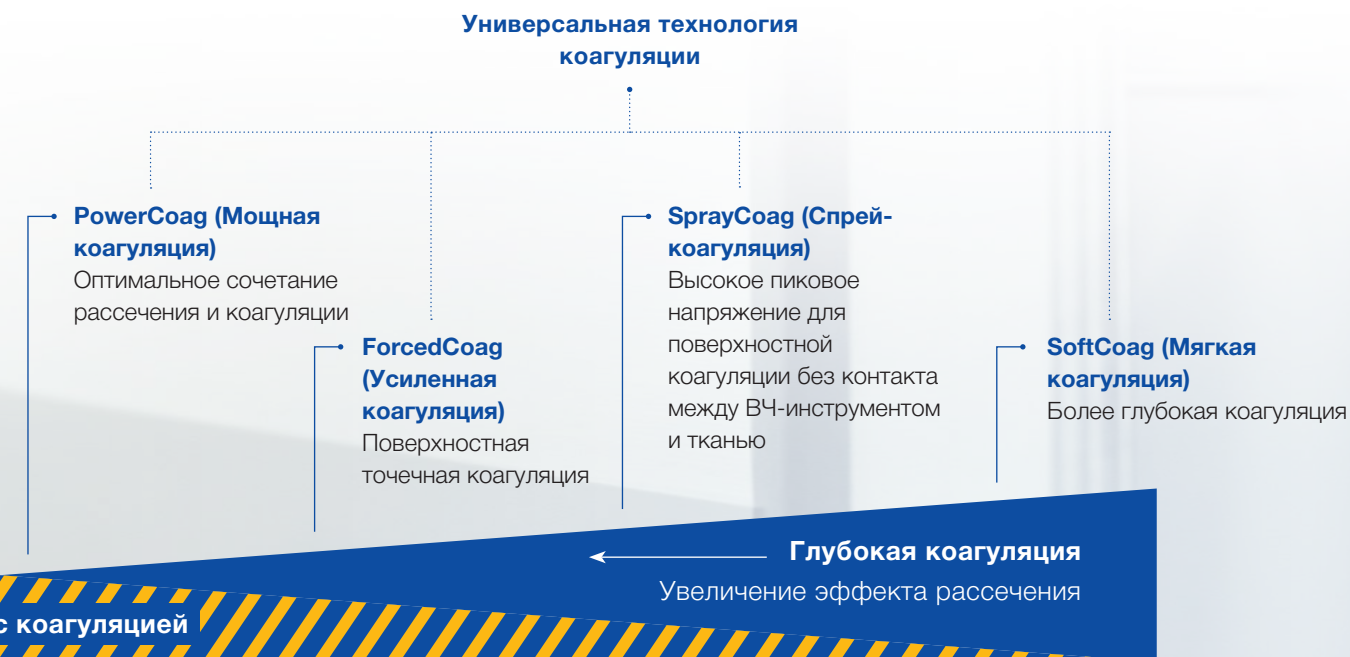 Универсальная технология
коагуляции
PowerCoag (Мощная
коагуляция)
Оптимальное сочетание
рассечения и коагуляции
ForcedCoag
(Усиленная
коагуляция)
Поверхностная
точечная коагуляция
SprayCoag (Спрей-
коагуляция)
Высокое пиковое
напряжение для
поверхностной
коагуляции без контакта
между ВЧ-инструментом
и тканью
SoftCoag (Мягкая
коагуляция)
Более глубокая коагуляция
Глубокая коагуляция
Увеличение эффекта рассечения
с коагуляцией